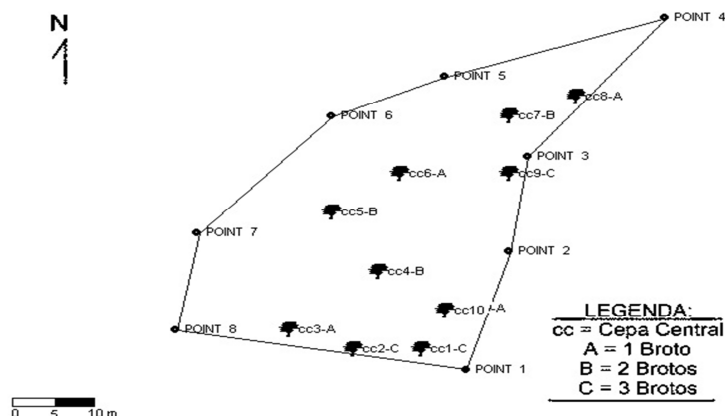 N
POINT 4
POINT 5
cc8-A
POINT 6
cc7-B
POINT 3
cc6-A
cc9-C
cc5-B
POINT 7
POINT 2
cc4-B
cc10-A
LEGENDA:
POINT 8
cc3-A
cc = Cepa Central
cc2-C
cc1-C
A = 1 Broto
POINT 1
B = 2 Brotos
C = 3 Brotos
0 5 10 m